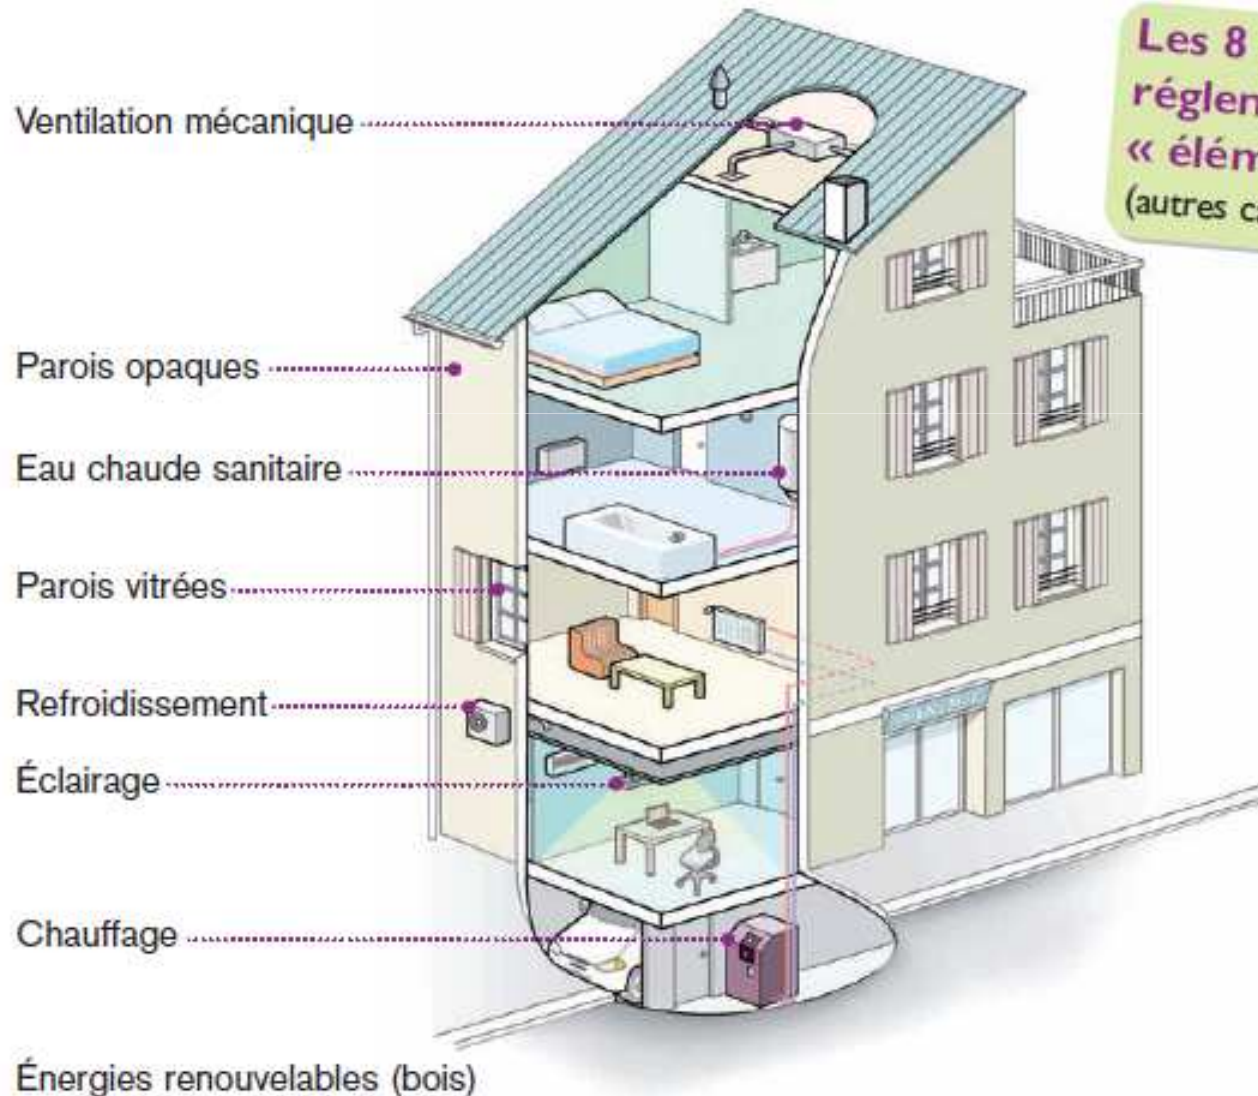 Les 8
« élém
(autres
Ventilation mécanique
Parois opaques
Eau chaude sanitaire
Parois vitrées
Refroidissement
Éclairage
Chauffage
Énergies renouvelables (bois)